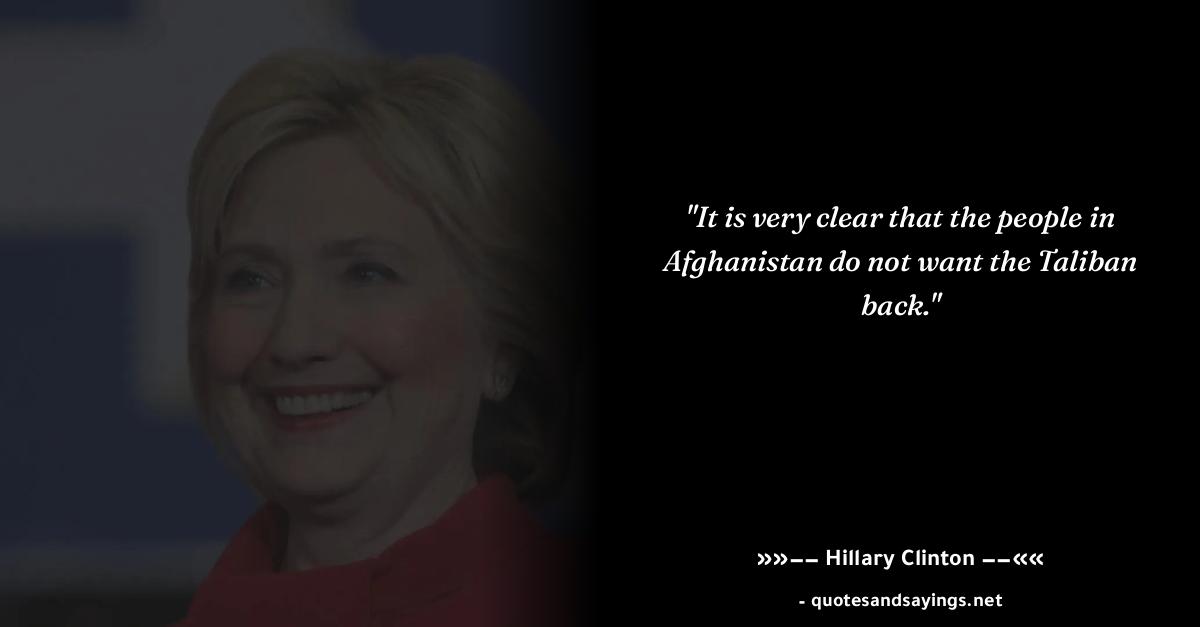 "It is very clear that the people in
Afghanistan do not want the Taliban
back."
»»−− Hillary Clinton −−««
- quotesandsayings.net